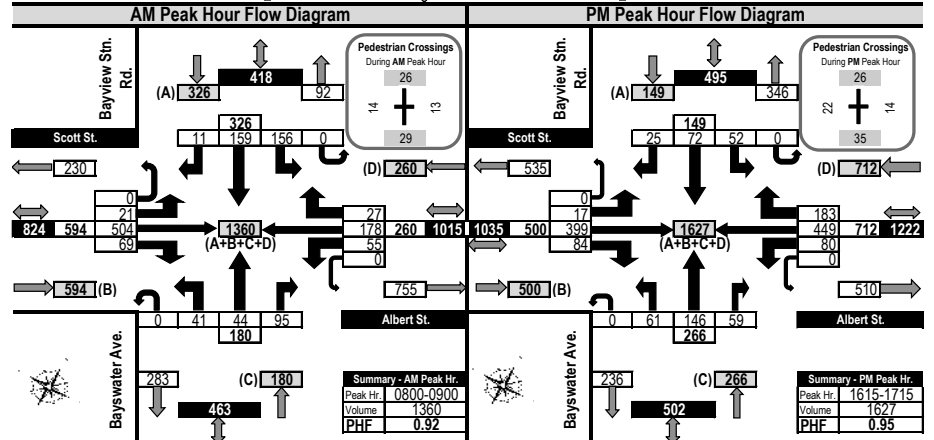 AM Peak Hour Flow Diagram
Bayview Stn.
Rd.
(A) 326
418
92
Pedestrian Crossings
During AM Peak Hour
26
14
13
29
326
11 159 156 0
Scott St.
230
(D) 260
0
21
824 594 504
69
1360
(A+B+C+D)
27
178 260 1015
55
0
594 (B)
755
0 41 44 95
180
Albert St.
Bayswater Ave.
283
(C) 180
463
Summary - AM Peak Hr.
Peak Hr. 0800-0900
Volume 1360
PHF 0.92
PM Peak Hour Flow Diagram
Bayview Stn.
Rd.
(A) 149
495
346
Pedestrian Crossings
During PM Peak Hour
26
22
14
35
149
25 72 52 0
Scott St.
535
(D) 712
0
17
1035 500 399
84
1627
(A+B+C+D)
183
449 712 1222
80
0
500 (B)
510
0 61 146 59
266
Albert St.
Bayswater Ave.
236
(C) 266
502
Summary - PM Peak Hr.
Peak Hr. 1615-1715
Volume 1627
PHF 0.95